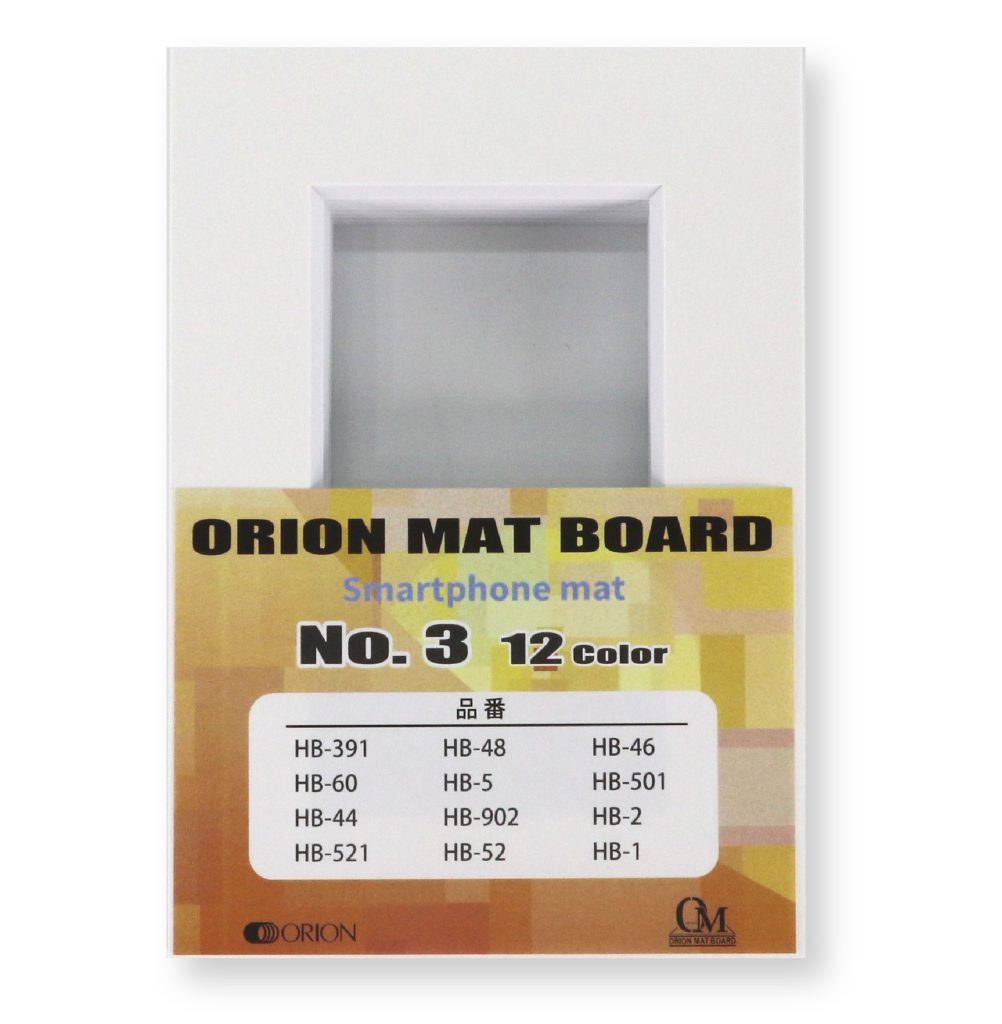 ORION MAT BOARD
Smartphone mat
No. 3 12 Color
品番
HB-391 HB-48 HB-46
HB-60 HB-5 HB-501
HB-44 HB-902 HB-2
HB-521 HB-52 HB-1
ORION
OM
ORION MAT BOARD